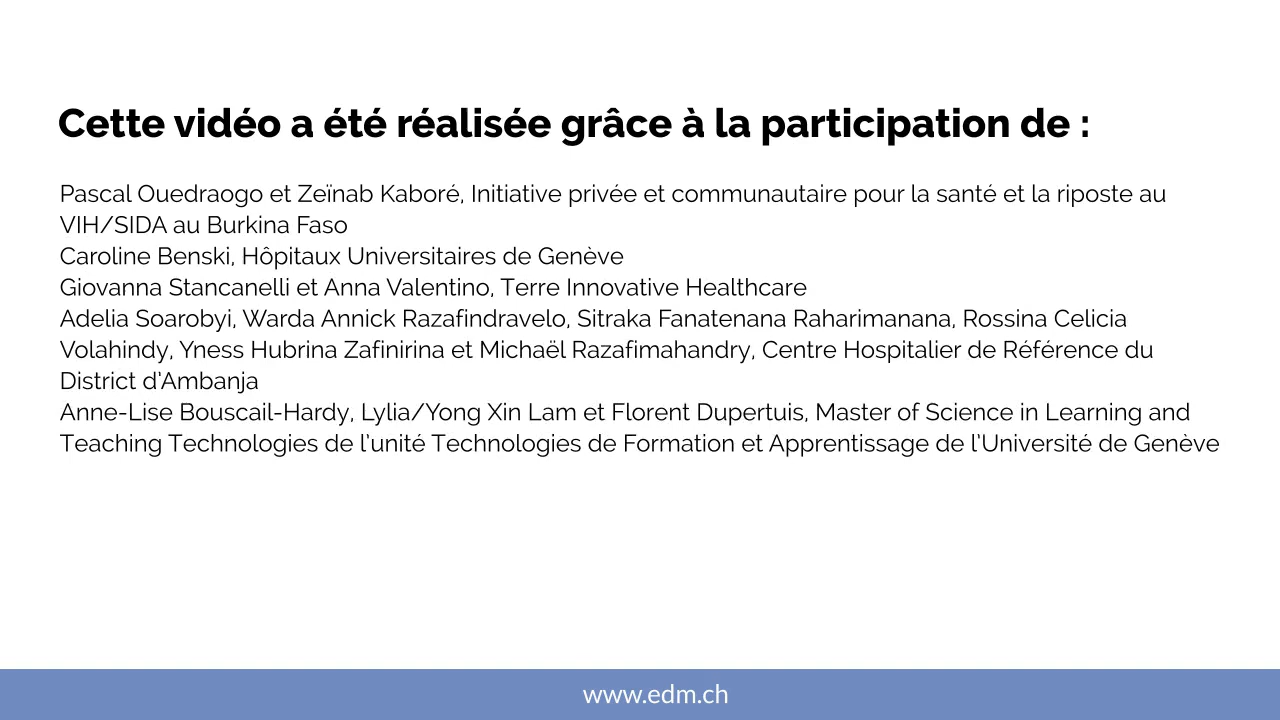 Cette vidéo a été réalisée grâce à la participation de :
Pascal Ouedraogo et Zeïnab Kaboré, Initiative privée et communautaire pour la santé et la riposte au
VIH/SIDA au Burkina Faso
Caroline Benski, Hôpitaux Universitaires de Genève
Giovanna Stancanelli et Anna Valentino, Terre Innovative Healthcare
Adelia Soarobyi, Warda Annick Razafindravelo, Sitraka Fanatenana Raharimanana, Rossina Celicia
Volahindy, Yness Hubrina Zafinirina et Michaël Razafimahandry, Centre Hospitalier de Référence du
District d'Ambanja
Anne-Lise Bouscail-Hardy, Lylia/Yong Xin Lam et Florent Dupertuis, Master of Science in Learning and
Teaching Technologies de l'unité Technologies de Formation et Apprentissage de l'Université de Genève
www.edm.ch